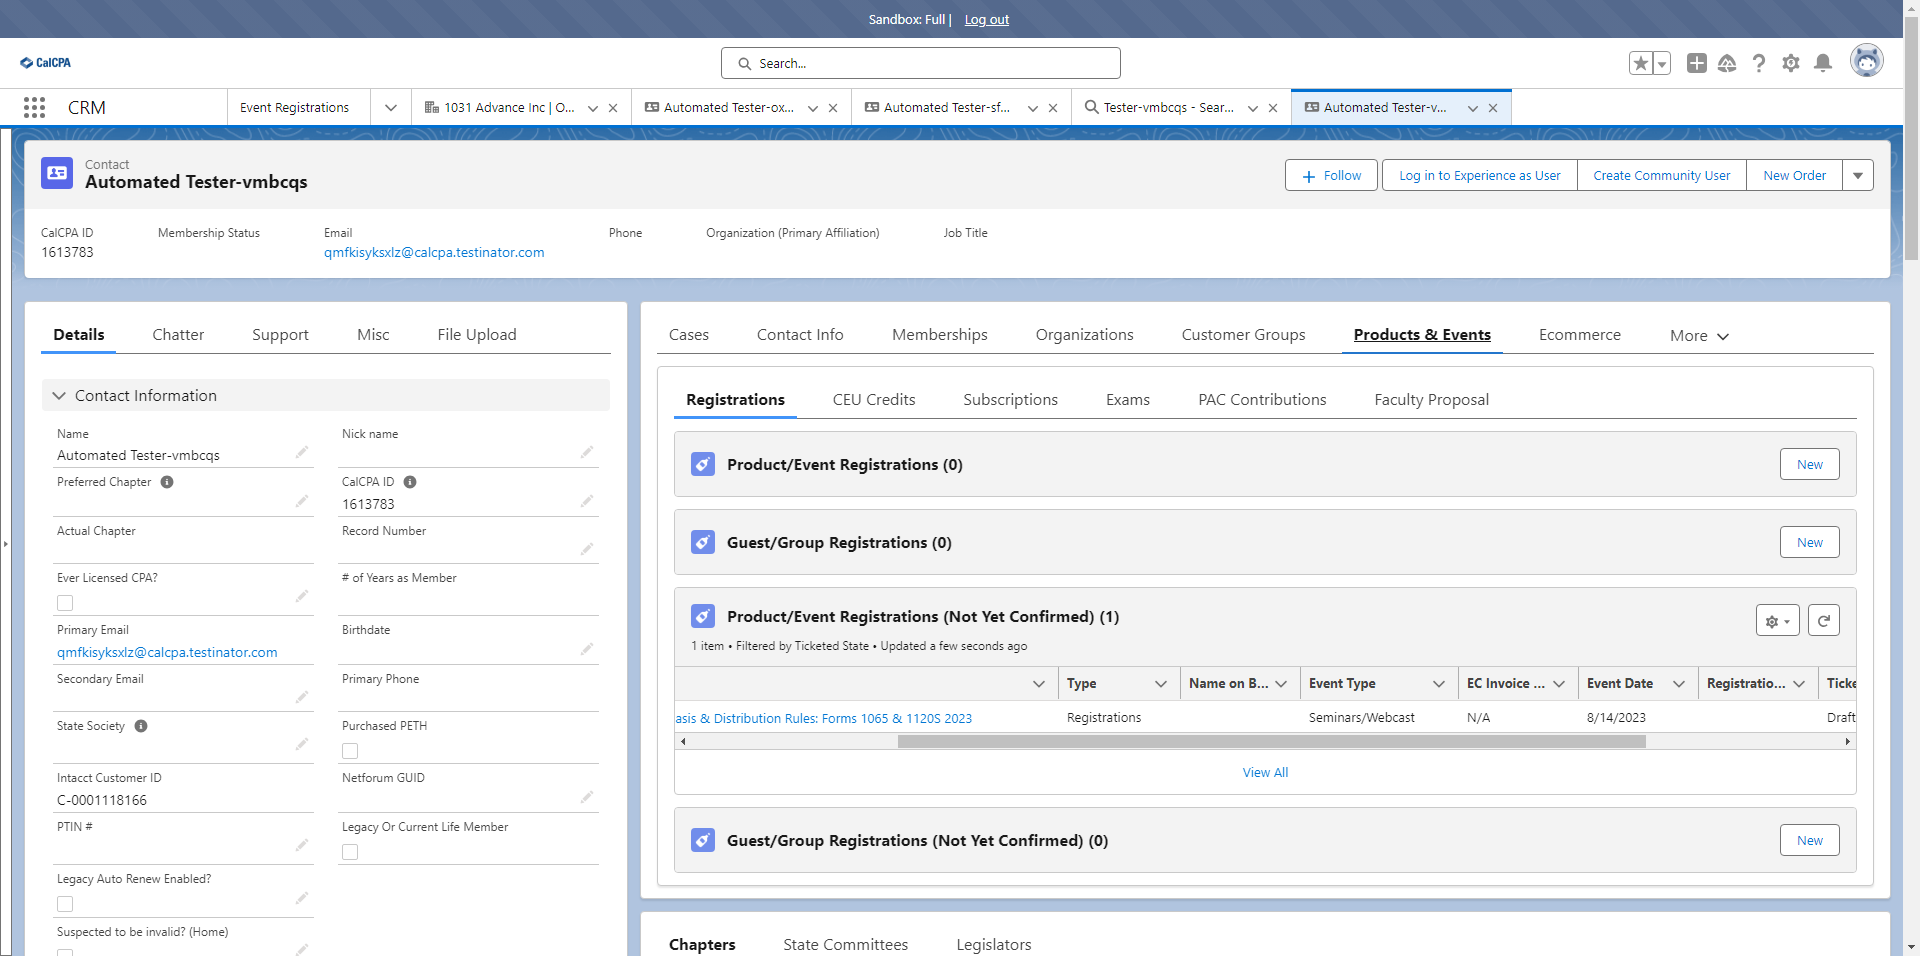 Sandbox: Full | Log out
CalCPA
Search...
CRM
Event Registrations
1031 Advance Inc | O...
Automated Tester-ox...
Automated Tester-sf...
Tester-vmbcqs - Sear...
Automated Tester-v...
Contact
Automated Tester-vmbcqs
Follow
Log in to Experience as User
Create Community User
New Order
CalCPA ID
Membership Status
Email
Phone
Organization (Primary Affiliation)
Job Title
1613783
qmfkisyksxlz@calcpa.testinator.com
Details
Chatter
Support
Misc
File Upload
Contact Information
Name
Automated Tester-vmbcqs
Nick name
Preferred Chapter
CalCPA ID
1613783
Actual Chapter
Record Number
Ever Licensed CPA?
# of Years as Member
Primary Email
qmfkisyksxlz@calcpa.testinator.com
Birthdate
Secondary Email
Primary Phone
State Society
Purchased PETH
Intacct Customer ID
C-0001118166
Netforum GUID
PTIN #
Legacy Or Current Life Member
Legacy Auto Renew Enabled?
Suspected to be invalid? (Home)
Cases
Contact Info
Memberships
Organizations
Customer Groups
Products & Events
Ecommerce
More
Registrations
CEU Credits
Subscriptions
Exams
PAC Contributions
Faculty Proposal
Product/Event Registrations (0)
New
Guest/Group Registrations (0)
New
Product/Event Registrations (Not Yet Confirmed) (1)
1 item • Filtered by Ticketed State • Updated a few seconds ago
Type
Name on B...
Event Type
EC Invoice ...
Event Date
Registratio...
Ticke
asis & Distribution Rules: Forms 1065 & 1120S 2023
Registrations
Seminars/Webcast
N/A
8/14/2023
Draft
View All
Guest/Group Registrations (Not Yet Confirmed) (0)
New
Chapters
State Committees
Legislators